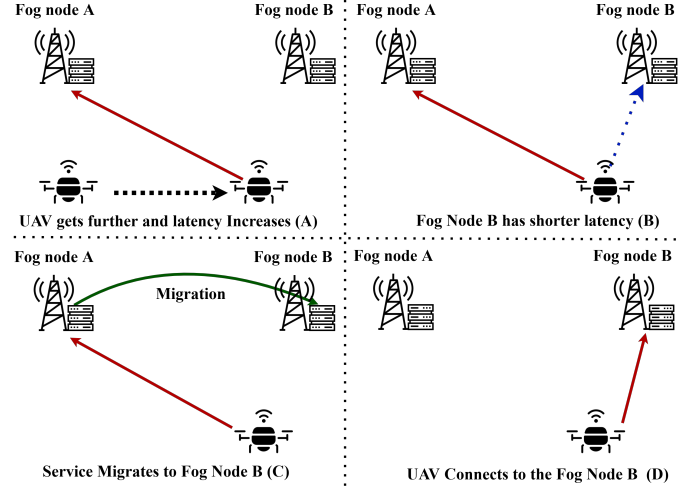 Fog node A
Fog node B
UAV gets further and latency Increases (A)
Fog node A
Fog node B
Fog Node B has shorter latency (B)
Fog node A
Fog node B
Migration
Service Migrates to Fog Node B (C)
Fog node A
Fog node B
UAV Connects to the Fog Node B (D)